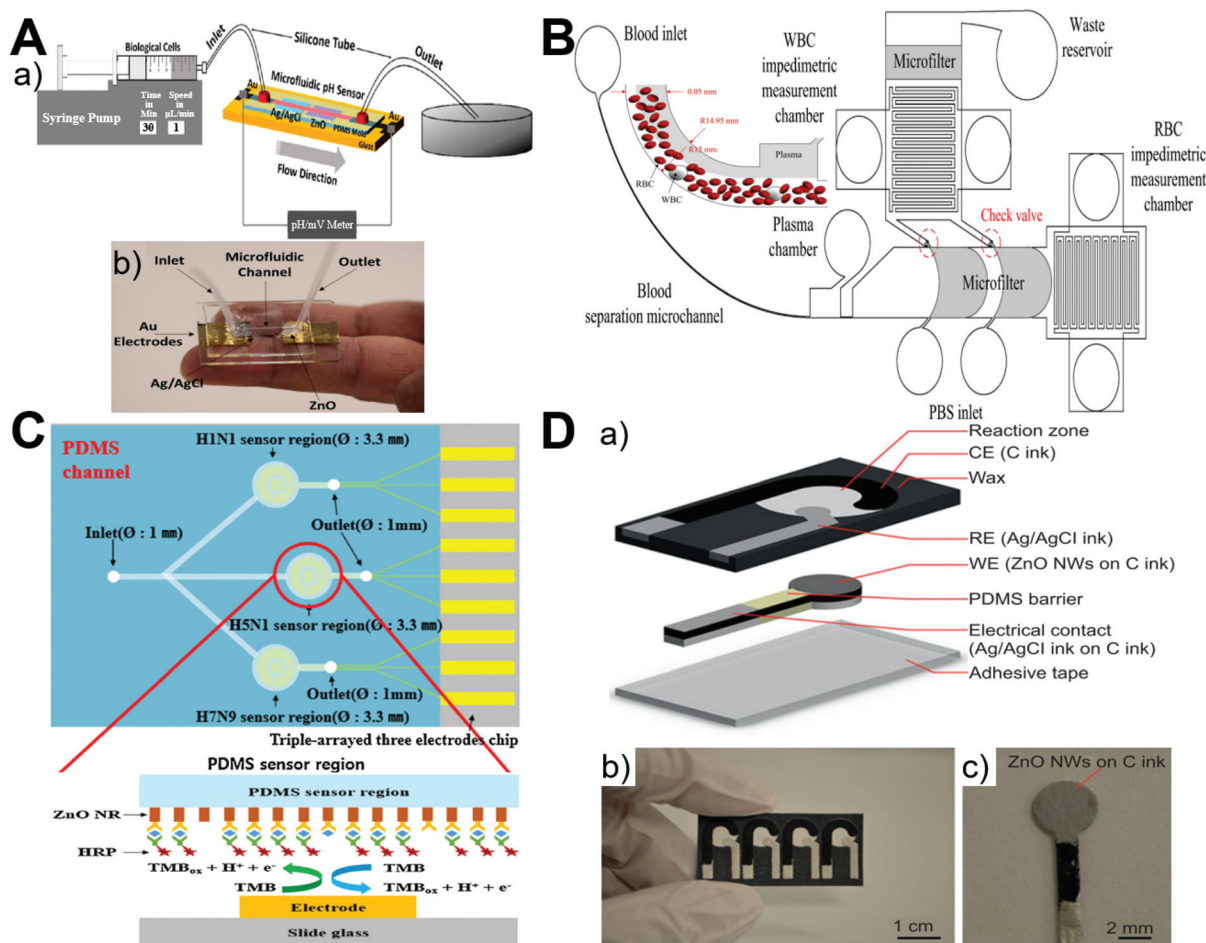 A
a)
Biological Cells
Inlet
Silicone Tube
Outlet
Syringe Pump
Time
in
Min
30
Speed
in
μL/min
1
Au
Microfluidic pH Sensor
Au
Ag/AgCl
ZnO
PDMS Mold
Glass
Flow Direction
pH/mV Meter
b)
Inlet
Microfluidic
Channel
Outlet
Au
Electrodes
Ag/AgCl
ZnO
B
Blood inlet
WBC
impedimetric
measurement
chamber
Microfilter
Waste
reservoir
0.05 mm
R14.95 mm
R15 mm
Plasma
RBC
WBC
RBC
impedimetric
measurement
chamber
Plasma
chamber
Check valve
Microfilter
Blood
separation microchannel
PBS inlet
C
PDMS
channel
H1N1 sensor region(Ø : 3.3 mm)
Outlet(Ø : 1mm)
Inlet(Ø : 1 mm)
H5N1 sensor region(Ø : 3.3 mm)
Outlet(Ø : 1mm)
H7N9 sensor region(Ø : 3.3 mm)
Triple-arrayed three electrodes chip
PDMS sensor region
PDMS sensor region
ZnO NR
HRP
TMBox + H+ + e-
TMB
TMB
TMBox + H+ + e-
Electrode
Slide glass
D
a)
Reaction zone
CE (C ink)
Wax
RE (Ag/AgCl ink)
WE (ZnO NWs on C ink)
PDMS barrier
Electrical contact
(Ag/AgCl ink on C ink)
Adhesive tape
b)
1 cm
c)
ZnO NWs on C ink
2 mm